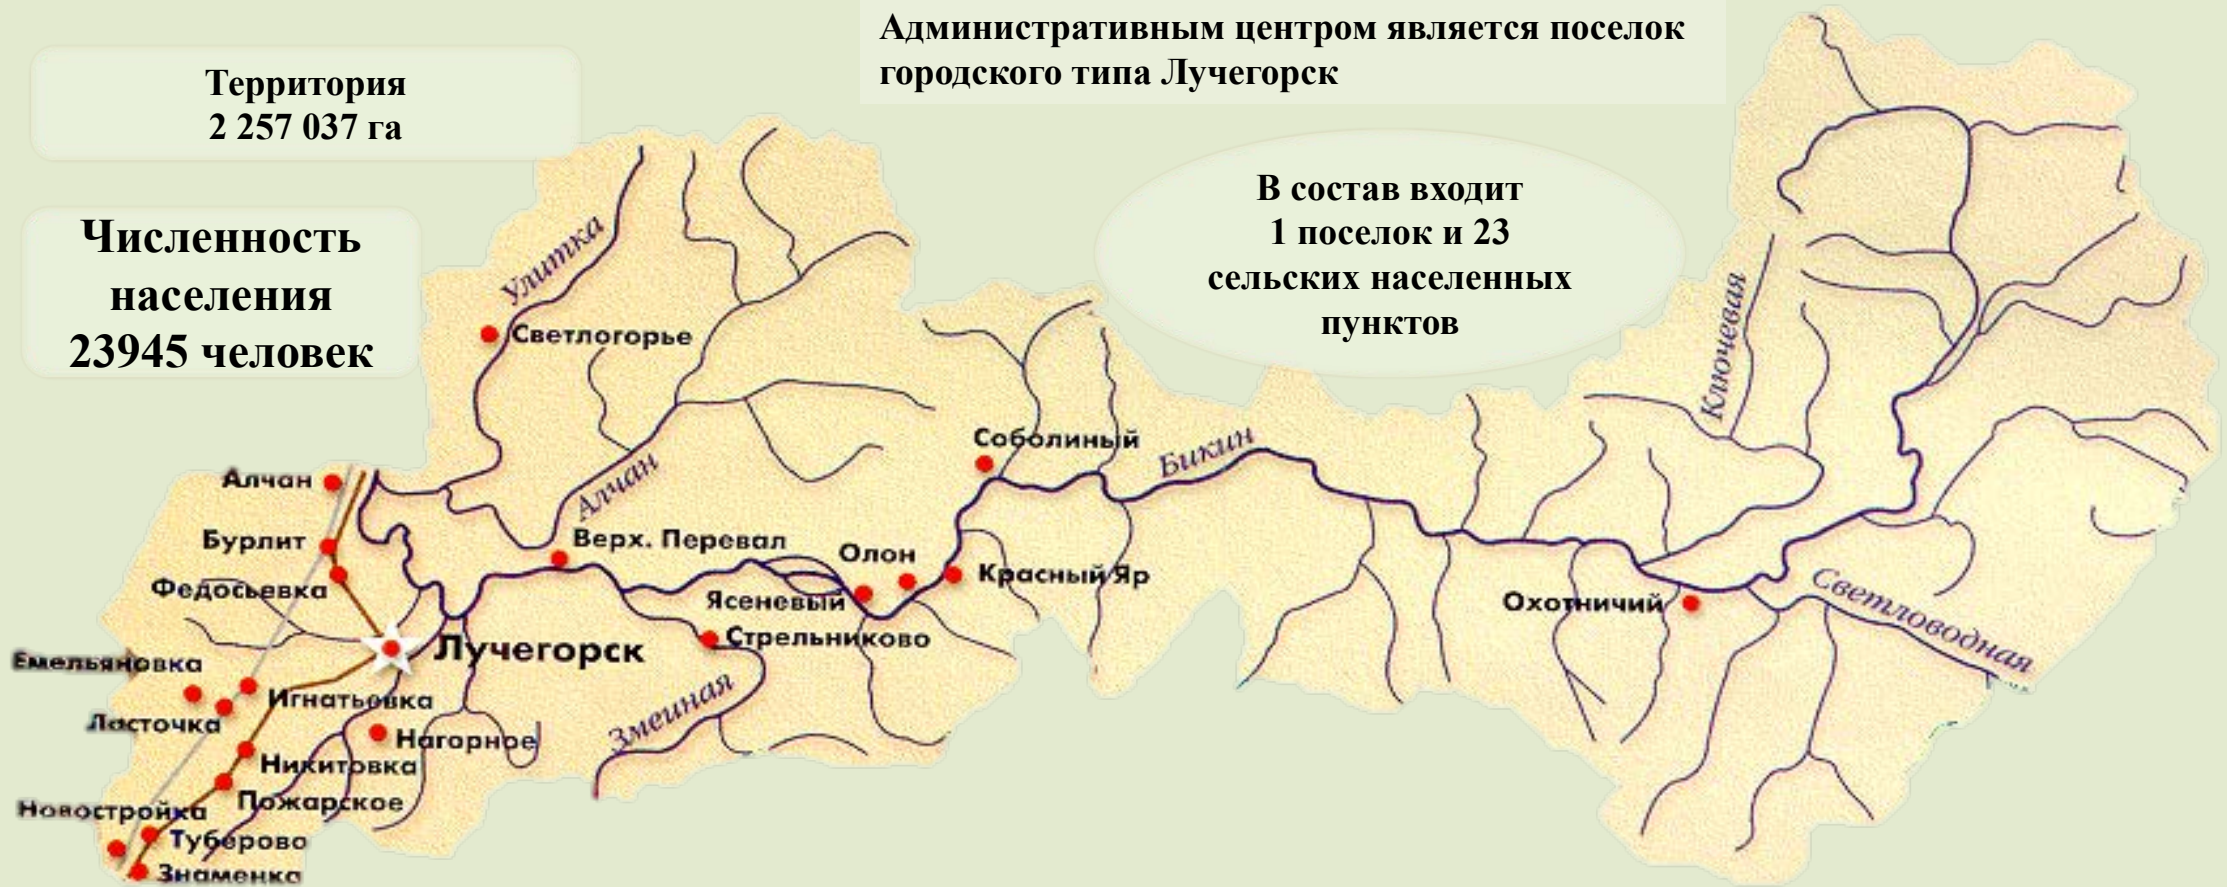 Административным центром является поселок
городского типа Лучегорск
Территория
2 257 037 га
Численность
населения
23945 человек
В состав входит
1 поселок и 23
сельских населенных
пунктов
Улитка
Светлогорье
Ключевая
Соболиный
Бикин
Алчан
Алчан
Бурлит
Верх. Перевал
Олон
Красный Яр
Федосьевка
Ясеневый
Охотничий
Светловодная
Стрельниково
Лучегорск
Емельяновка
Игнатьовка
Ласточка
Змеиная
Нагорное
Никитовка
Пожарское
Новостройка
Туберово
Знаменка